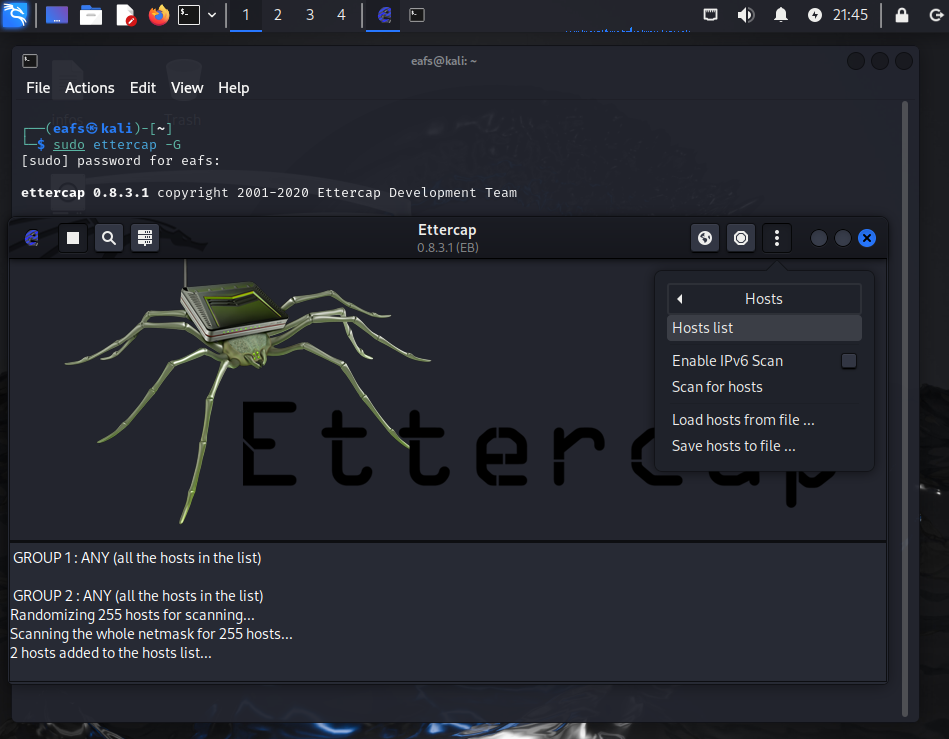 1 2 3 4 21:45
eafs@kali: ~
File Actions Edit View Help
Trash
┌──(eafs㉿kali)-[~]
└─$ sudo ettercap -G
[sudo] password for eafs:
ettercap 0.8.3.1 copyright 2001-2020 Ettercap Development Team
Ettercap
0.8.3.1 (EB)
Hosts
Hosts list
Enable IPv6 Scan
Scan for hosts
Load hosts from file ...
Save hosts to file ...
Ettercap
GROUP 1 : ANY (all the hosts in the list)
GROUP 2 : ANY (all the hosts in the list)
Randomizing 255 hosts for scanning...
Scanning the whole netmask for 255 hosts...
2 hosts added to the hosts list...